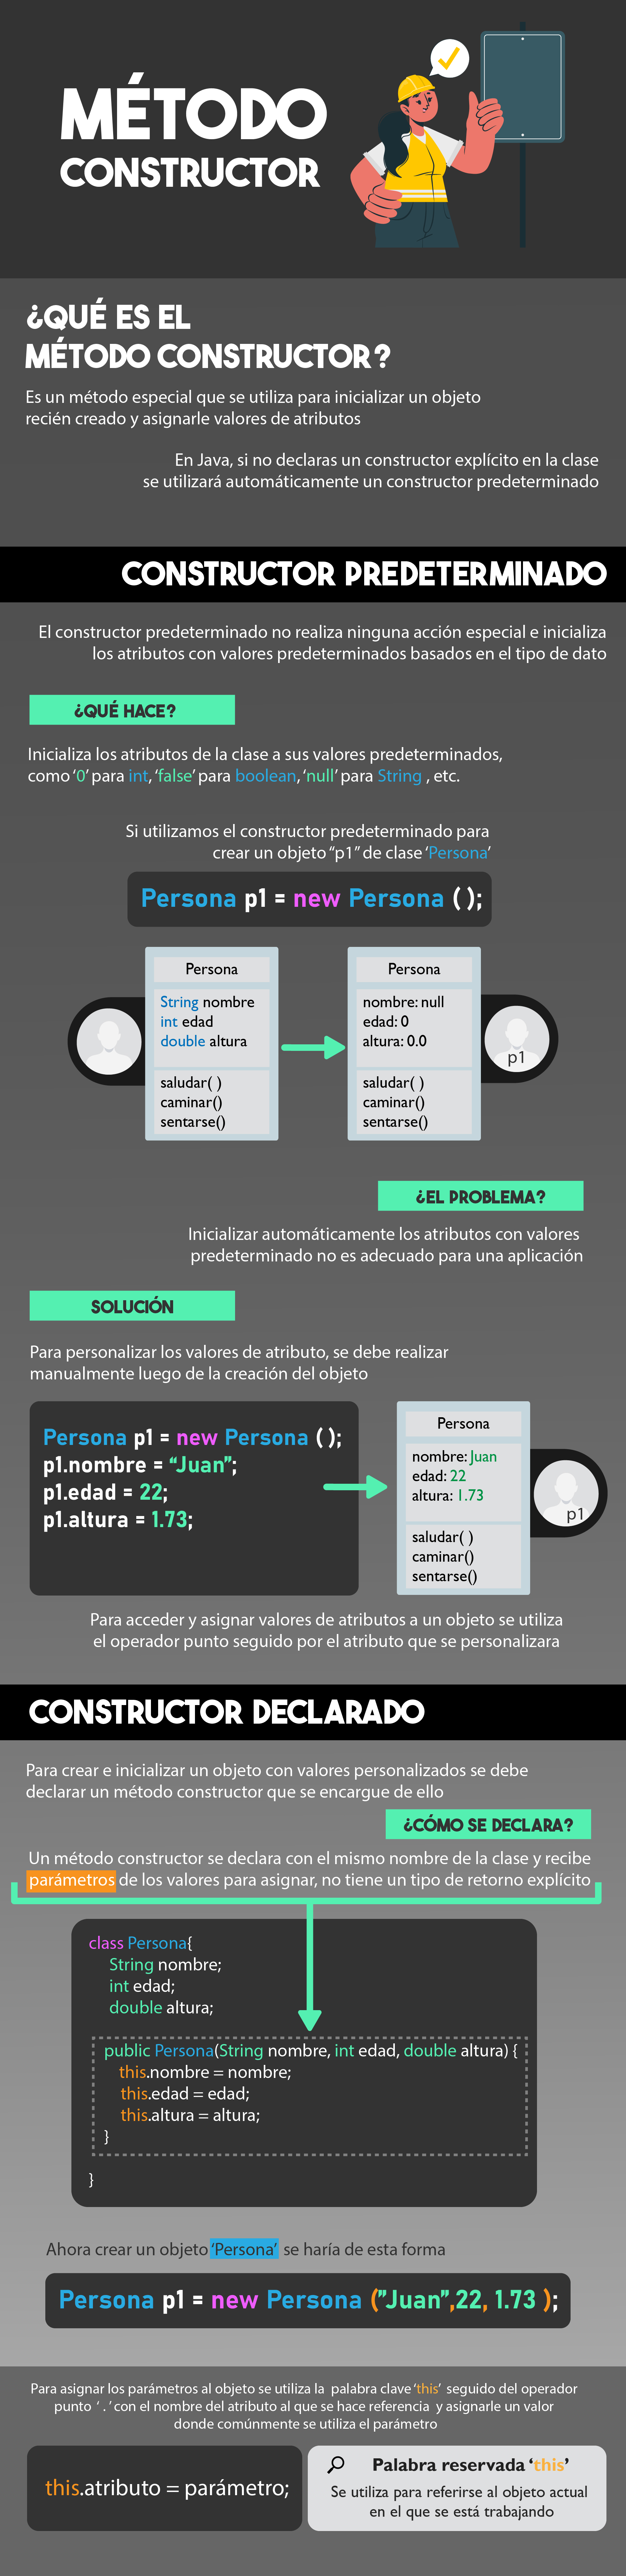 MÉTODO
CONSTRUCTOR
¿QUÉ ES EL
MÉTODO CONSTRUCTOR?
Es un método especial que se utiliza para inicializar un objeto
recién creado y asignarle valores de atributos
En Java, si no declaras un constructor explícito en la clase
se utilizará automáticamente un constructor predeterminado
CONSTRUCTOR PREDETERMINADO
El constructor predeterminado no realiza ninguna acción especial e inicializa
los atributos con valores predeterminados basados en el tipo de dato
¿QUÉ HACE?
Inicializa los atributos de la clase a sus valores predeterminados,
como ‘0’ para int, ‘false’ para boolean, ‘null’ para String , etc.
Si utilizamos el constructor predeterminado para
crear un objeto “p1” de clase ‘Persona’
Persona p1 = new Persona ( );
Persona
String nombre
int edad
double altura
saludar( )
caminar()
sentarse()
Persona
nombre: null
edad: 0
altura: 0.0
saludar( )
caminar()
sentarse()
p1
¿EL PROBLEMA?
Inicializar automáticamente los atributos con valores
predeterminado no es adecuado para una aplicación
SOLUCIÓN
Para personalizar los valores de atributo, se debe realizar
manualmente luego de la creación del objeto
Persona p1 = new Persona ( );
p1.nombre = “Juan”;
p1.edad = 22;
p1.altura = 1.73;
Persona
nombre: Juan
edad: 22
altura: 1.73
saludar( )
caminar()
sentarse()
p1
Para acceder y asignar valores de atributos a un objeto se utiliza
el operador punto seguido por el atributo que se personalizara
CONSTRUCTOR DECLARADO
Para crear e inicializar un objeto con valores personalizados se debe
declarar un método constructor que se encargue de ello
¿CÓMO SE DECLARA?
Un método constructor se declara con el mismo nombre de la clase y recibe
parámetros de los valores para asignar, no tiene un tipo de retorno explícito
class Persona{
String nombre;
int edad;
double altura;
public Persona(String nombre, int edad, double altura) {
this.nombre = nombre;
this.edad = edad;
this.altura = altura;
}
}
Ahora crear un objeto ‘Persona’ se haría de esta forma
Persona p1 = new Persona (”Juan”,22, 1.73 );
Para asignar los parámetros al objeto se utiliza la palabra clave ‘this’ seguido del operador
punto ‘ . ’ con el nombre del atributo al que se hace referencia y asignarle un valor
donde comúnmente se utiliza el parámetro
this.atributo = parámetro;
Palabra reservada ‘this’
Se utiliza para referirse al objeto actual
en el que se está trabajando